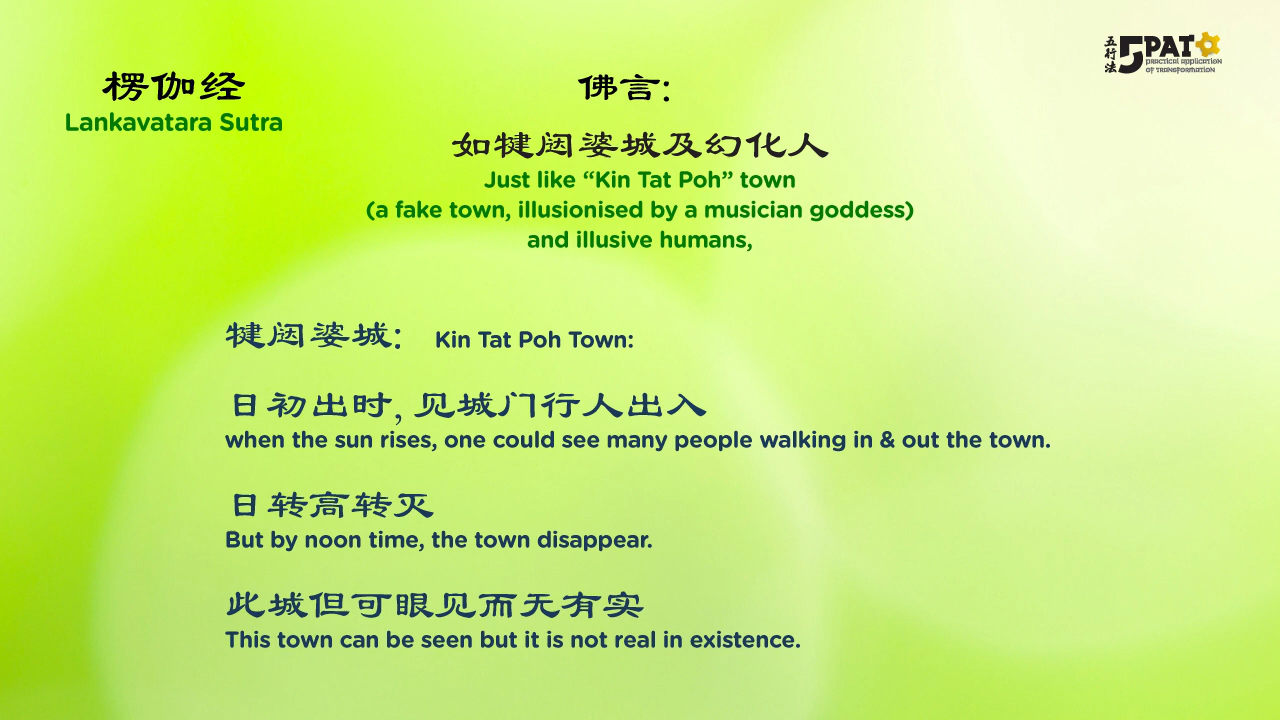 楞伽经
Lankavatara Sutra
佛言:
五行法
5PAT
PRACTICAL APPLICATION
OF TRANSFORMATION
如犍闼婆城及幻化人
Just like “Kin Tat Poh” town
(a fake town, illusionised by a musician goddess)
and illusive humans,
犍闼婆城: Kin Tat Poh Town:
日初出时, 见城门行人出入
when the sun rises, one could see many people walking in & out the town.
日转高转灭
But by noon time, the town disappear.
此城但可眼见而无有实
This town can be seen but it is not real in existence.